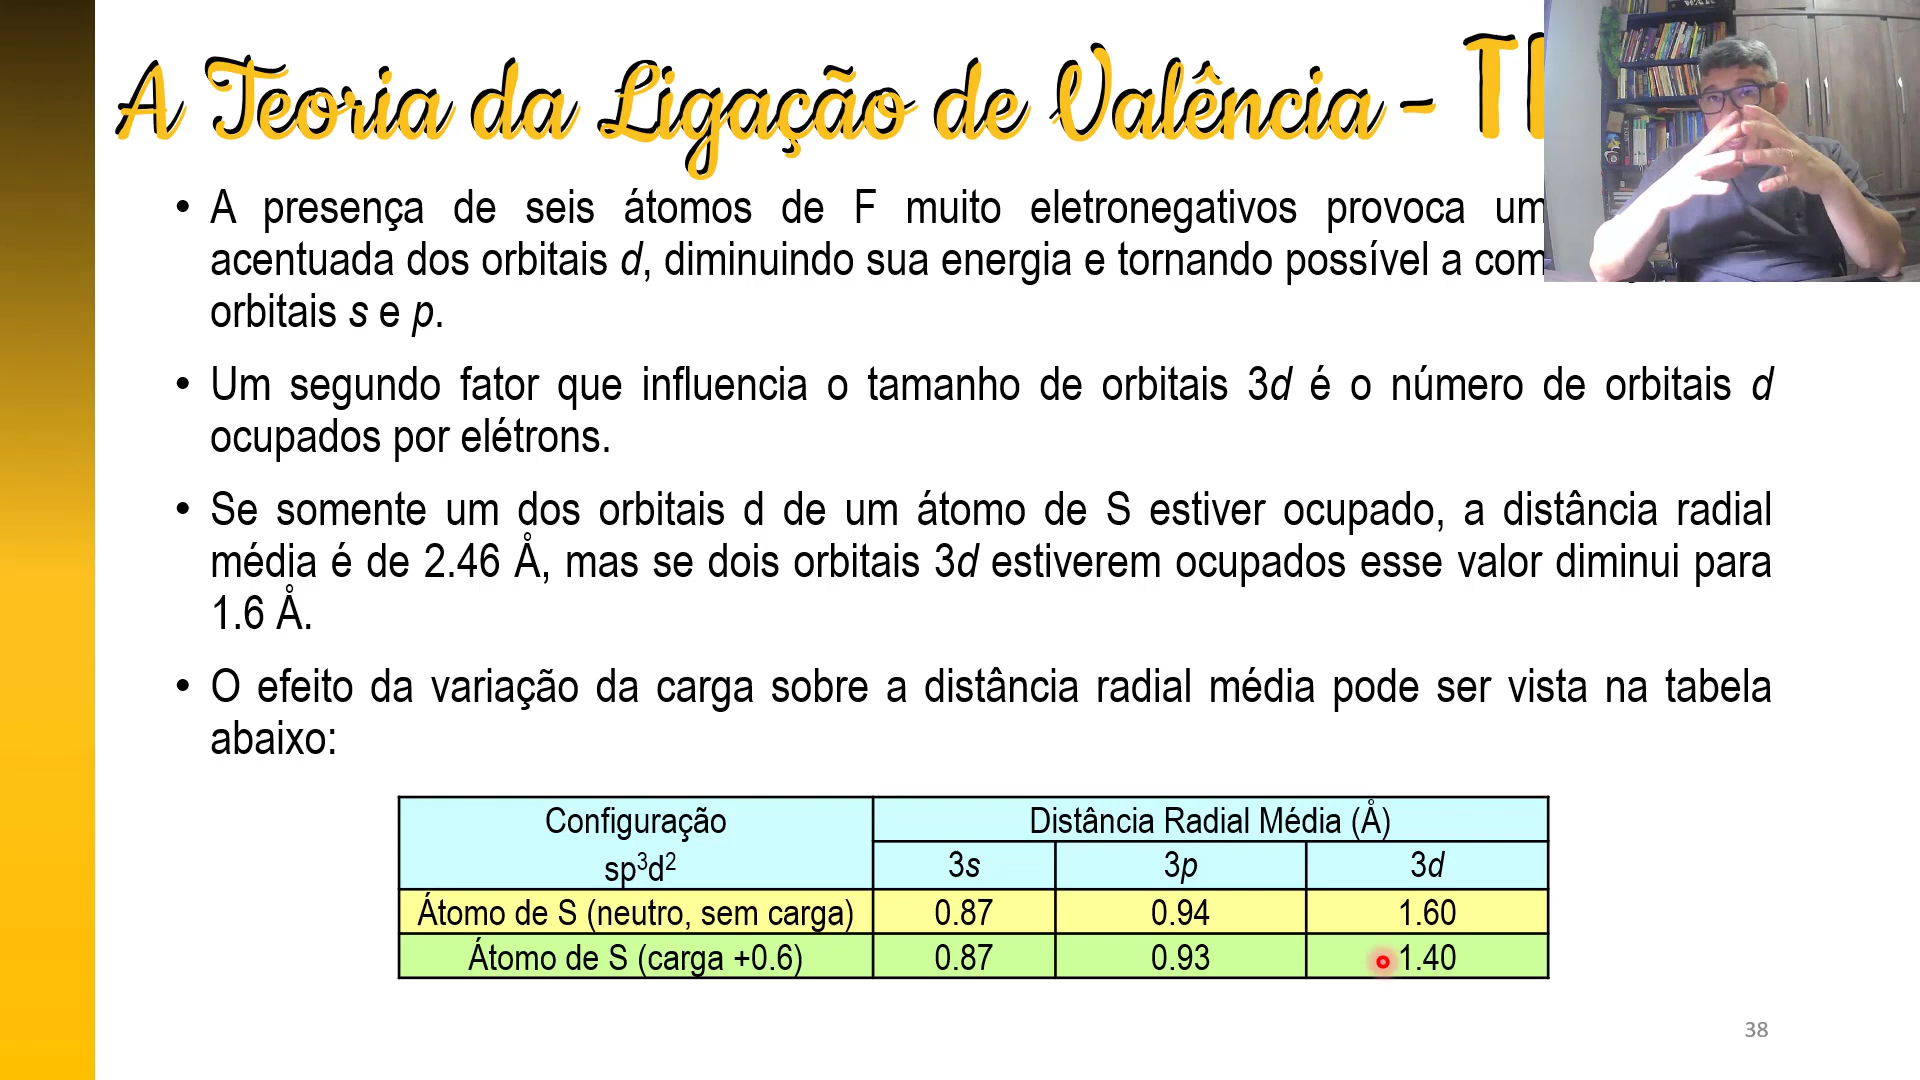 A Teoria da Ligação de Valência -
• A presença de seis átomos de F muito eletronegativos provoca
acentuada dos orbitais d, diminuindo sua energia e tornando possível a
orbitais s e p.
• Um segundo fator que influencia o tamanho de orbitais 3d é o número de orbitais d
ocupados por elétrons.
• Se somente um dos orbitais d de um átomo de S estiver ocupado, a distância radial
média é de 2.46 Å, mas se dois orbitais 3d estiverem ocupados esse valor diminui para
1.6 Å.
• O efeito da variação da carga sobre a distância radial média pode ser vista na tabela
abaixo:
Configuração
sp³d²
Distância Radial Média (Å)
3s 3p 3d
Átomo de S (neutro, sem carga) 0.87 0.94 1.60
Átomo de S (carga +0.6) 0.87 0.93 1.40
38